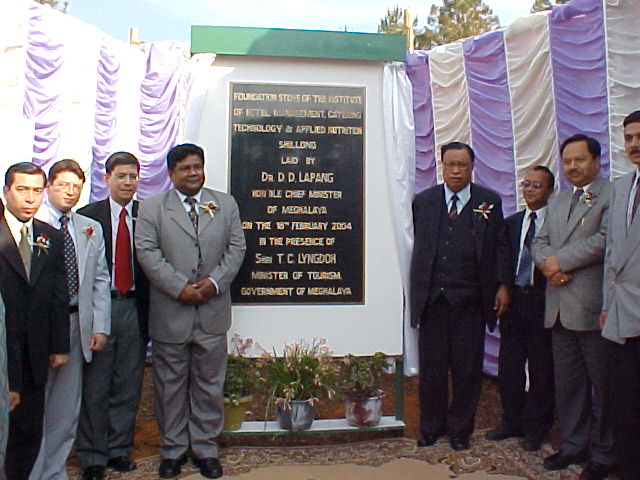 FOUNDATION STONE OF THE INSTITUTE
OF HOTEL MANAGEMENT, CATERING
TECHNOLOGY & APPLIED NUTRITION
SHILLONG
LAID BY
DR. D.D. LAPANG
HON'BLE CHIEF MINISTER
OF MEGHALAYA
ON THE 18TH FEBRUARY 2004
IN THE PRESENCE OF
SHRI T. C. LYNGDOH
MINISTER OF TOURISM
GOVERNMENT OF MEGHALAYA